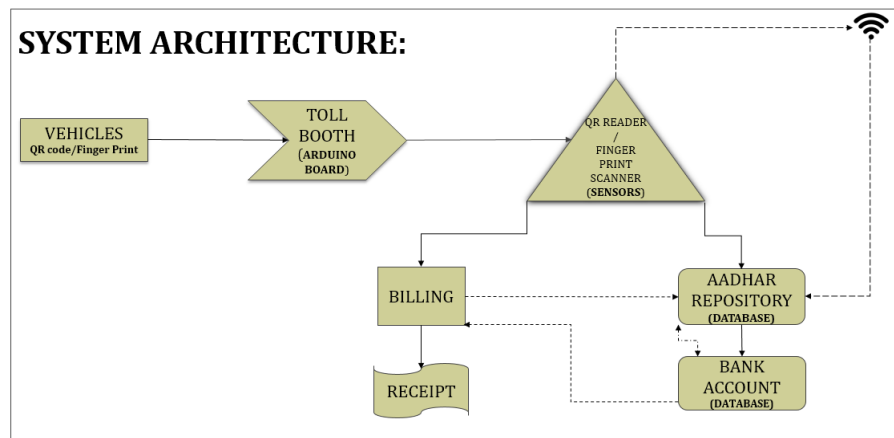 SYSTEM ARCHITECTURE:
VEHICLES
QR code/Finger Print
TOLL
BOOTH
(ARDUINO
BOARD)
QR READER
/
FINGER
PRINT
SCANNER
(SENSORS)
BILLING
AADHAR
REPOSITORY
(DATABASE)
RECEIPT
BANK
ACCOUNT
(DATABASE)